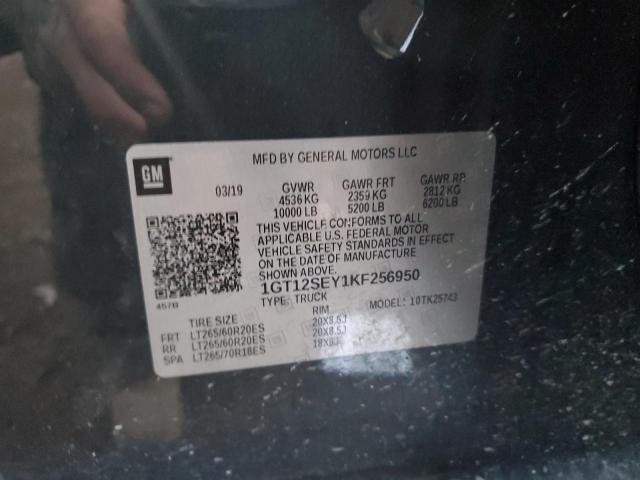 MFD BY GENERAL MOTORS LLC
GM
03/19 GVWR GAWR FRT GAWR RR
4536 KG 2359 KG 2812 KG
10000 LB 5200 LB 6200 LB
THIS VEHICLE CONFORMS TO ALL
APPLICABLE U.S. FEDERAL MOTOR
VEHICLE SAFETY STANDARDS IN EFFECT
ON THE DATE OF MANUFACTURE
SHOWN ABOVE.
1GT12SEY1KF256950
457B TYPE: TRUCK MODEL: 10TK25743
TIRE SIZE RIM
FRT LT265/60R20ES 20X8.5J
RR LT265/60R20ES 20X8.5J
SPA LT265/70R18ES 18X8J